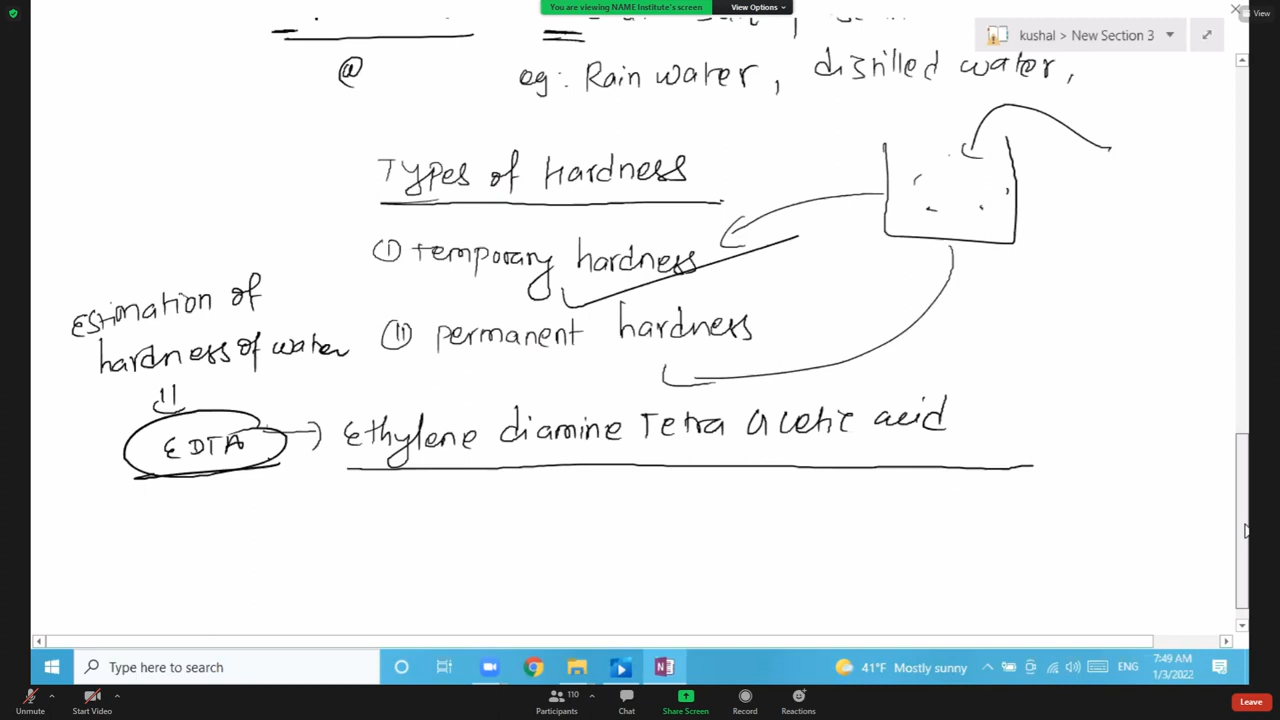 You are viewing NAME Institute's screen
View Options
View
kushal > New Section 3
@
eg: Rain water, distilled water,
Types of Hardness
(I) temporary hardness
Estimation of
hardness of water
(II) permanent hardness
EDTA
Ethylene diamine Tetra acetic acid
Type here to search
41°F Mostly sunny
ENG
7:49 AM
1/3/2022
Unmute
Start Video
110
Participants
Chat
Share Screen
Record
Reactions
Leave